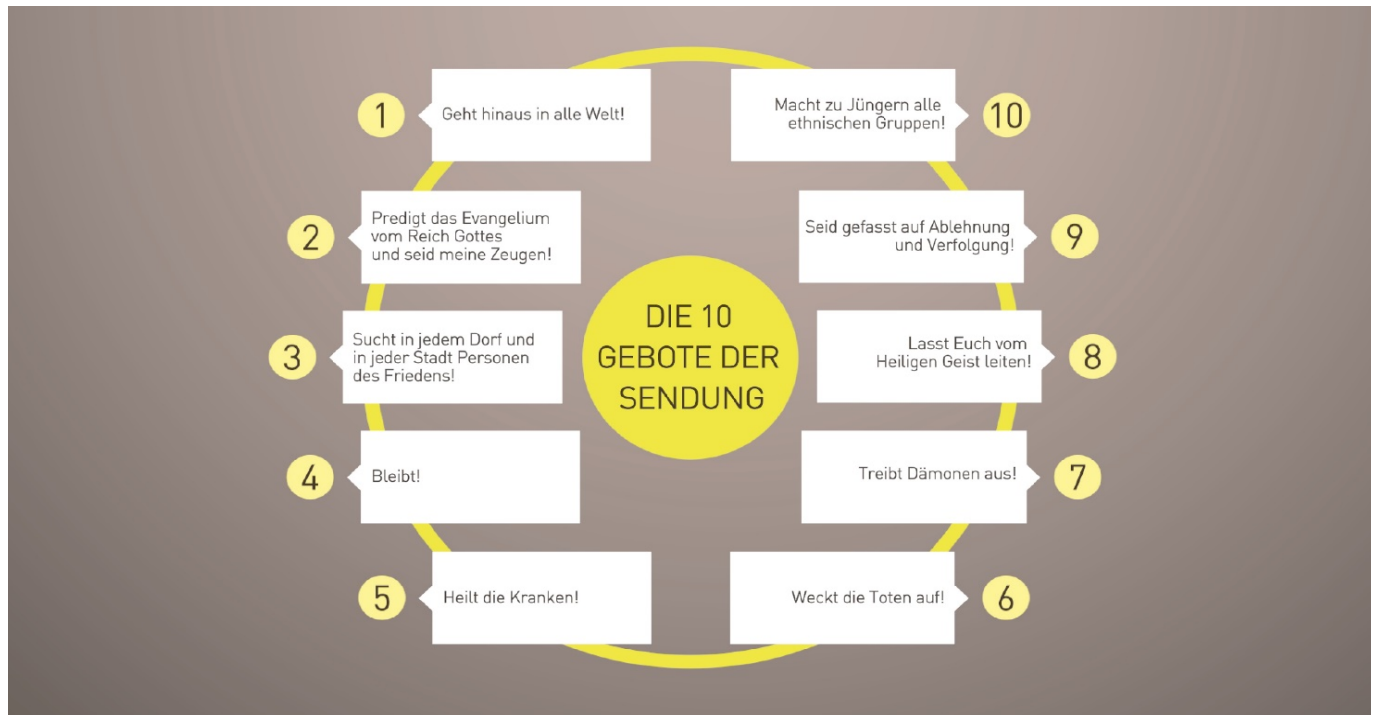 DIE 10
GEBOTE DER
SENDUNG
1
Geht hinaus in alle Welt!
2
Predigt das Evangelium
vom Reich Gottes
und seid meine Zeugen!
3
Sucht in jedem Dorf und
in jeder Stadt Personen
des Friedens!
4
Bleibt!
5
Heilt die Kranken!
6
Weckt die Toten auf!
7
Treibt Dämonen aus!
8
Lasst Euch vom
Heiligen Geist leiten!
9
Seid gefasst auf Ablehnung
und Verfolgung!
10
Macht zu Jüngern alle
ethnischen Gruppen!